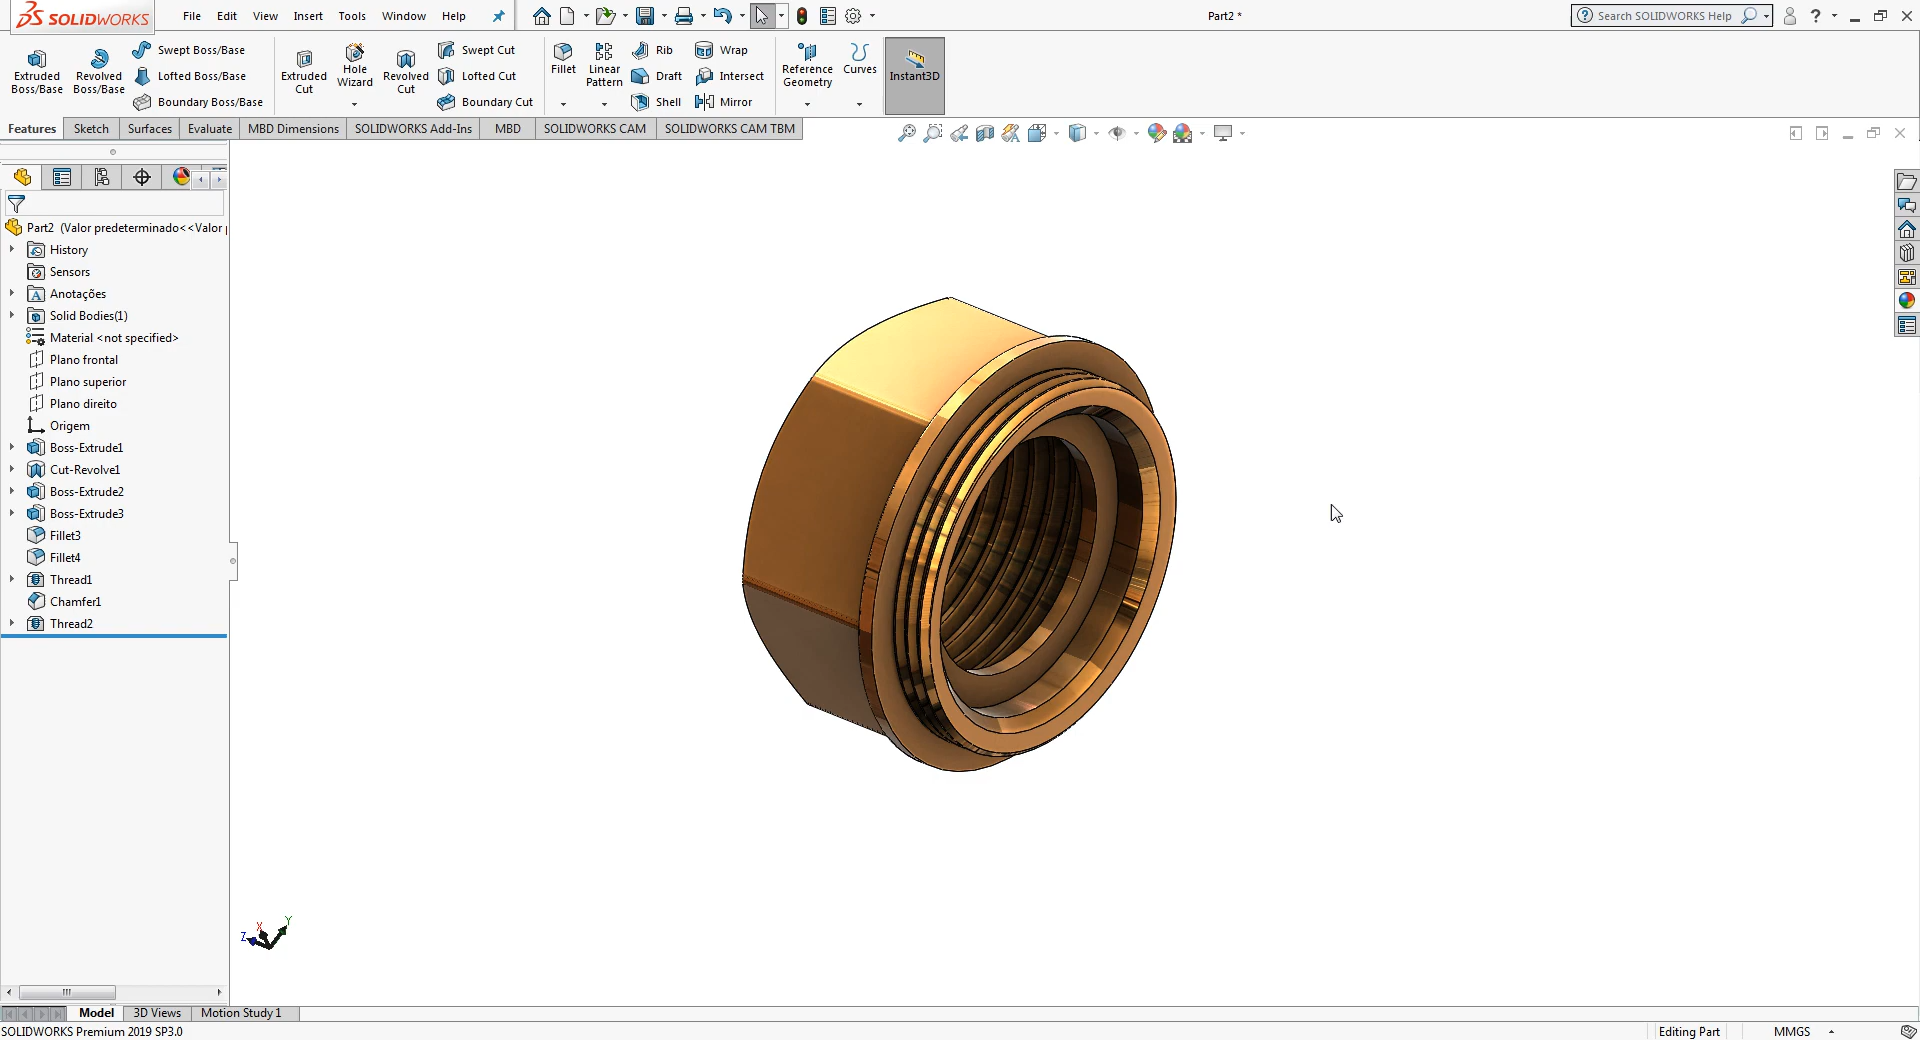 SOLIDWORKS
File Edit View Insert Tools Window Help
Part2 *
Search SOLIDWORKS Help
Extruded Boss/Base
Revolved Boss/Base
Swept Boss/Base
Lofted Boss/Base
Boundary Boss/Base
Extruded Cut
Hole Wizard
Revolved Cut
Swept Cut
Lofted Cut
Boundary Cut
Fillet
Linear Pattern
Rib
Draft
Shell
Wrap
Intersect
Mirror
Reference Geometry
Curves
Instant3D
Features Sketch Surfaces Evaluate MBD Dimensions SOLIDWORKS Add-Ins MBD SOLIDWORKS CAM SOLIDWORKS CAM TBM
Part2 (Valor predeterminado<<Valor
History
Sensors
Anotações
Solid Bodies(1)
Material <not specified>
Plano frontal
Plano superior
Plano direito
Origem
Boss-Extrude1
Cut-Revolve1
Boss-Extrude2
Boss-Extrude3
Fillet3
Fillet4
Thread1
Chamfer1
Thread2
X Y
Z
Model 3D Views Motion Study 1
SOLIDWORKS Premium 2019 SP3.0
Editing Part MMGS